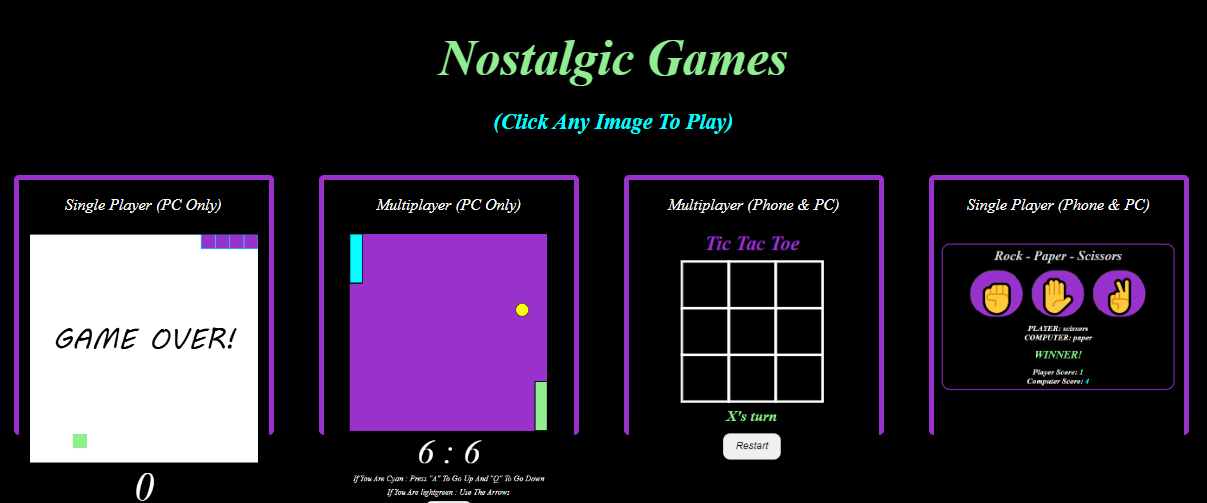 Nostalgic Games
(Click Any Image To Play)
Single Player (PC Only)
GAME OVER!
0
Multiplayer (PC Only)
6 : 6
If You Are Cyan : Press "A" To Go Up And "Q" To Go Down
If You Are lightgreen : Use The Arrows
Multiplayer (Phone & PC)
Tic Tac Toe
X's turn
Restart
Single Player (Phone & PC)
Rock - Paper - Scissors
PLAYER: scissors
COMPUTER: paper
WINNER!
Player Score: 1
Computer Score: 4